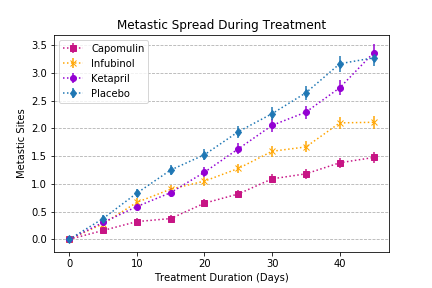 Metastic Spread During Treatment
Capomulin
Infubinol
Ketapril
Placebo
Metastic Sites
3.5
3.0
2.5
2.0
1.5
1.0
0.5
0.0
0 10 20 30 40
Treatment Duration (Days)